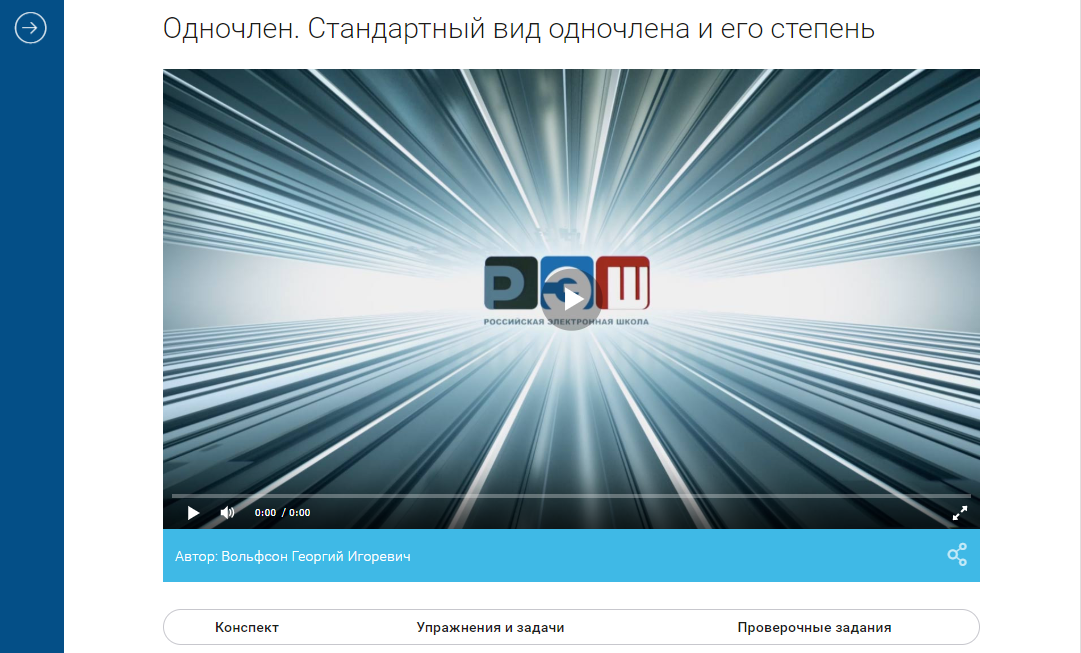 Одночлен. Стандартный вид одночлена и его степень
РЭШ
РОССИЙСКАЯ ЭЛЕКТРОННАЯ ШКОЛА
0:00 / 0:00
Автор: Вольфсон Георгий Игоревич
Конспект Упражнения и задачи Проверочные задания